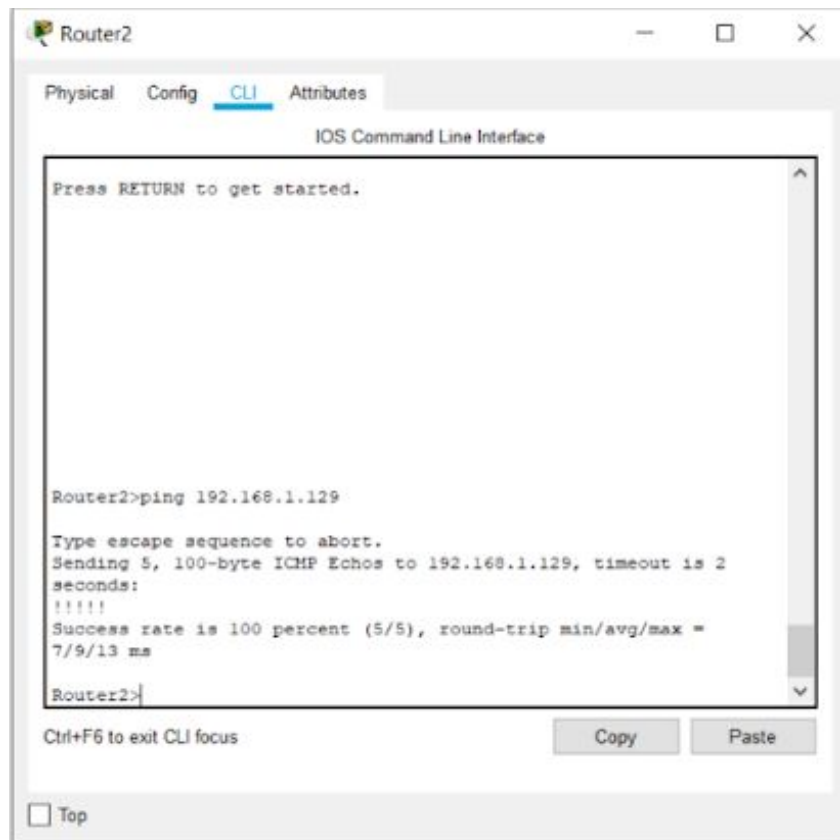 Router2
Physical Config CLI Attributes
IOS Command Line Interface
Press RETURN to get started.
Router2>ping 192.168.1.129
Type escape sequence to abort.
Sending 5, 100-byte ICMP Echos to 192.168.1.129, timeout is 2
seconds:
!!!!!
Success rate is 100 percent (5/5), round-trip min/avg/max =
7/9/13 ms
Router2>
Ctrl+F6 to exit CLI focus
Copy Paste
Top